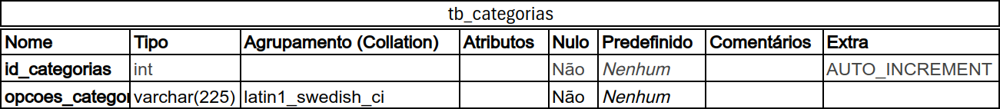 tb_categorias
Nome Tipo Agrupamento (Collation) Atributos Nulo Predefinido Comentários Extra
id_categorias int Não Nenhum AUTO_INCREMENT
opcoes_categor varchar(225) latin1_swedish_ci Não Nenhum